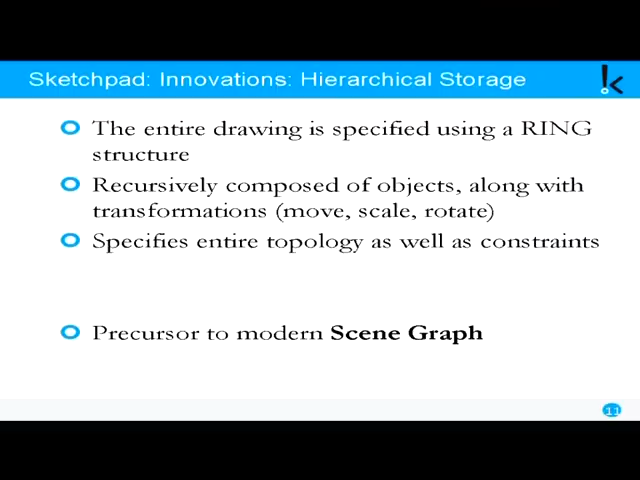 Sketchpad: Innovations: Hierarchical Storage
The entire drawing is specified using a RING
structure
Recursively composed of objects, along with
transformations (move, scale, rotate)
Specifies entire topology as well as constraints
Precursor to modern Scene Graph
11